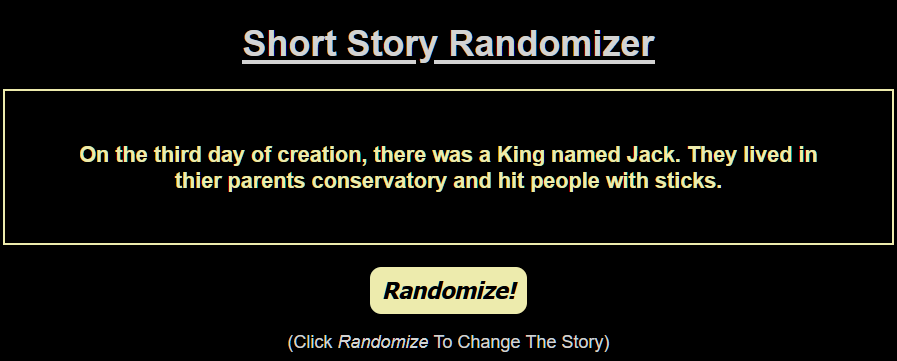 Short Story Randomizer
On the third day of creation, there was a King named Jack. They lived in
thier parents conservatory and hit people with sticks.
Randomize!
(Click Randomize To Change The Story)